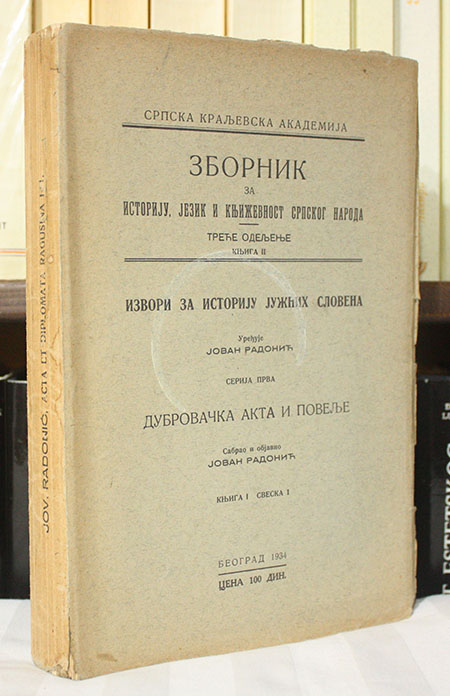 СРПСКА КРАЉЕВСКА АКАДЕМИЈА
ЗБОРНИК
ЗА
ИСТОРИЈУ, ЈЕЗИК И КЊИЖЕВНОСТ СРПСКОГ НАРОДА
ТРЕЋЕ ОДЕЉЕЊЕ
КЊИГА II
ИЗВОРИ ЗА ИСТОРИЈУ ЈУЖНИХ СЛОВЕНА
Уређује
ЈОВАН РАДОНИЋ
СЕРИЈА ПРВА
ДУБРОВАЧКА АКТА И ПОВЕЉЕ
Сабрао и објавио
ЈОВАН РАДОНИЋ
КЊИГА I СВЕСКА I
БЕОГРАД 1934
ЦЕНА 100 ДИН.
JOV. RADONIĆ, ACTA ET DIPLOMATA RAGUSINA
ESTETSKOG